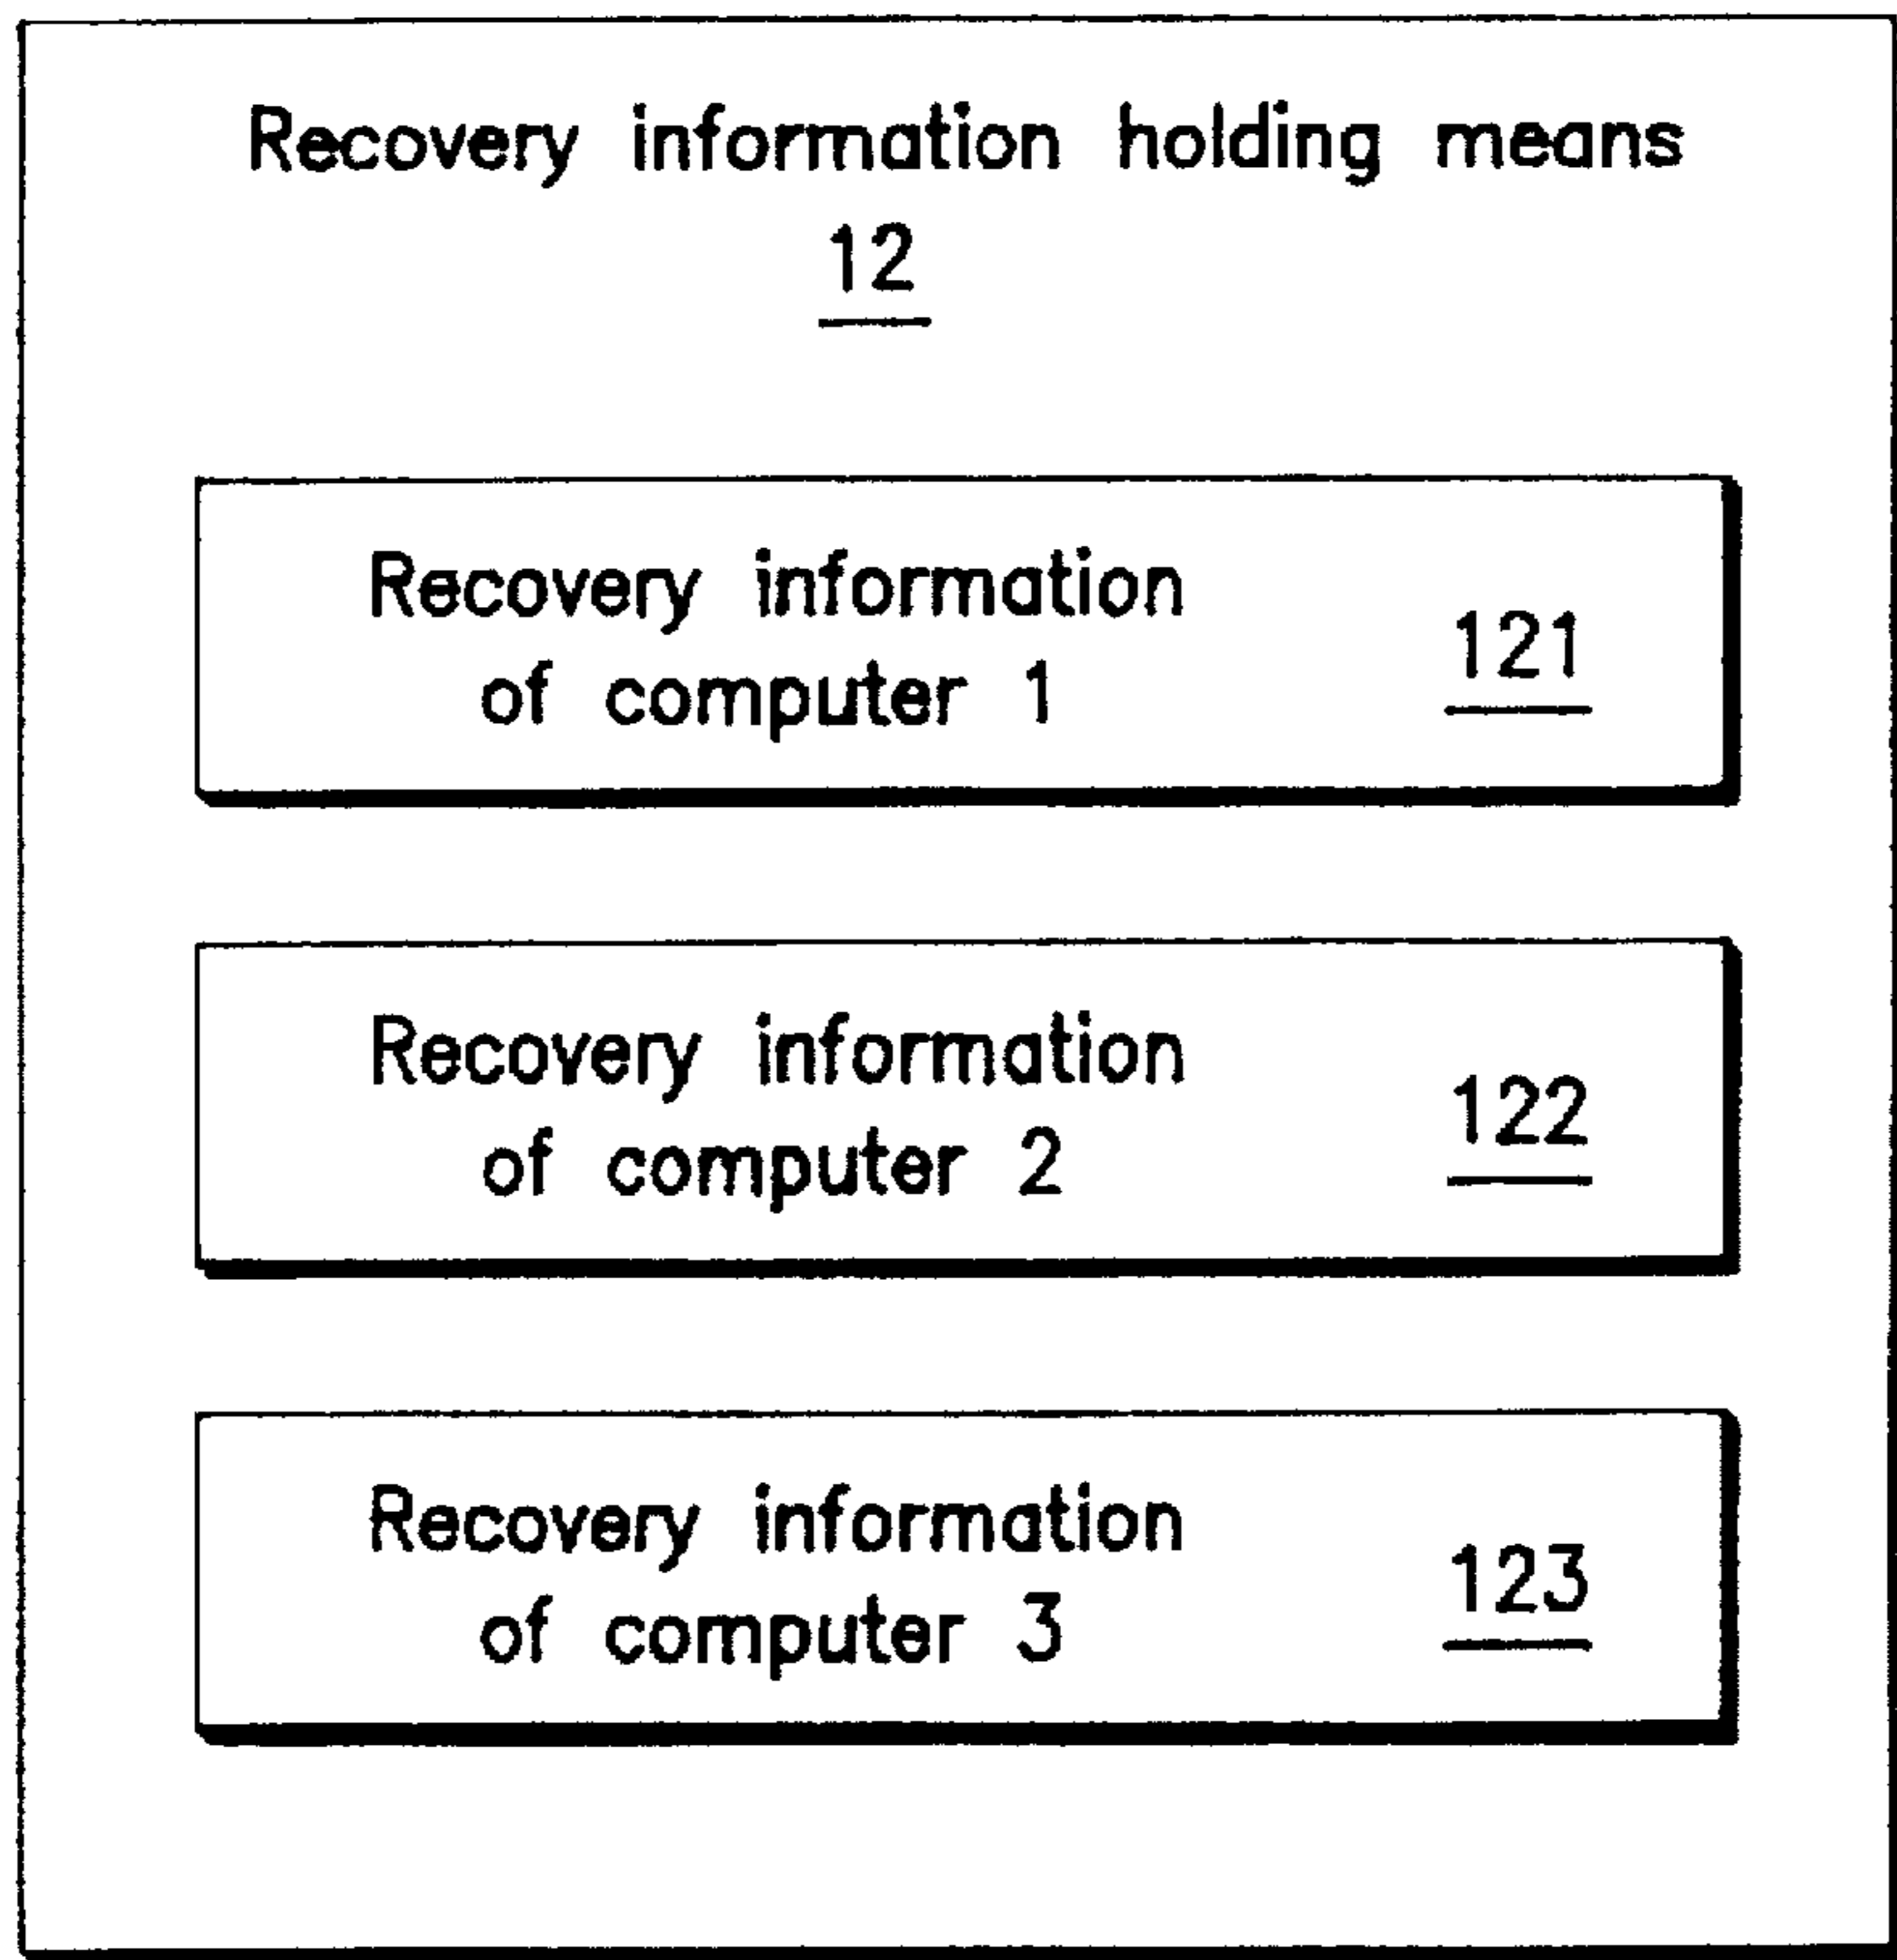 Recovery information holding means
12
Recovery information
of computer 1
121
Recovery information
of computer 2
122
Recovery information
of computer 3
123